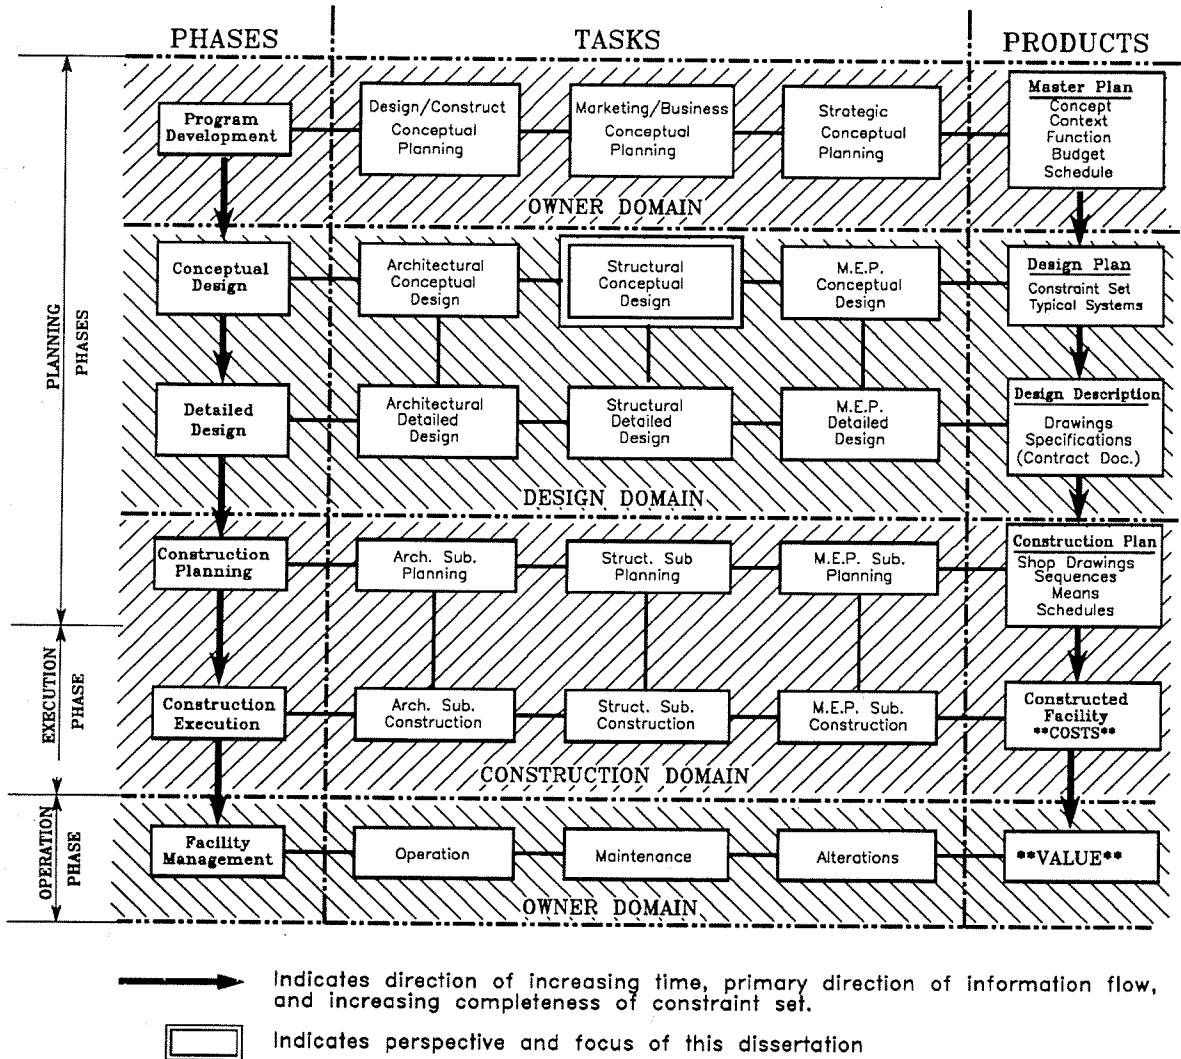 PHASES
TASKS
PRODUCTS
PLANNING
PHASES
EXECUTION
PHASE
OPERATION
PHASE
Program
Development
Design/Construct
Conceptual
Planning
Marketing/Business
Conceptual
Planning
Strategic
Conceptual
Planning
Master Plan
Concept
Context
Function
Budget
Schedule
OWNER DOMAIN
Conceptual
Design
Architectural
Conceptual
Design
Structural
Conceptual
Design
M.E.P.
Conceptual
Design
Design Plan
Constraint Set
Typical Systems
Detailed
Design
Architectural
Detailed
Design
Structural
Detailed
Design
M.E.P.
Detailed
Design
Design Description
Drawings
Specifications
(Contract Doc.)
DESIGN DOMAIN
Construction
Planning
Arch. Sub.
Planning
Struct. Sub
Planning
M.E.P. Sub.
Planning
Construction Plan
Shop Drawings
Sequences
Means
Schedules
Construction
Execution
Arch. Sub.
Construction
Struct. Sub.
Construction
M.E.P. Sub.
Construction
Constructed
Facility
**COSTS**
CONSTRUCTION DOMAIN
Facility
Management
Operation
Maintenance
Alterations
**VALUE**
OWNER DOMAIN
Indicates direction of increasing time, primary direction of information flow,
and increasing completeness of constraint set.
Indicates perspective and focus of this dissertation